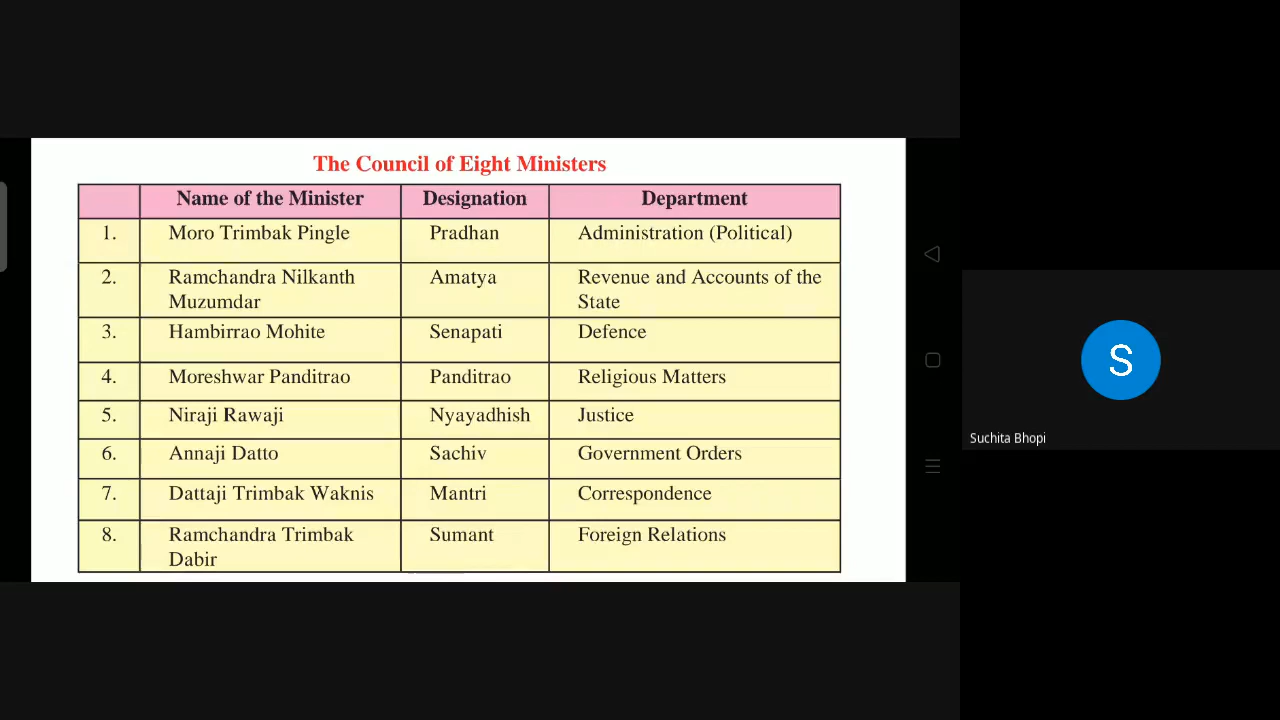 The Council of Eight Ministers
Name of the Minister Designation Department
1. Moro Trimbak Pingle Pradhan Administration (Political)
2. Ramchandra Nilkanth Amatya Revenue and Accounts of the
Muzumdar State
3. Hambirrao Mohite Senapati Defence
4. Moreshwar Panditrao Panditrao Religious Matters
5. Niraji Rawaji Nyayadhish Justice
6. Annaji Datto Sachiv Government Orders
7. Dattaji Trimbak Waknis Mantri Correspondence
8. Ramchandra Trimbak Sumant Foreign Relations
Dabir
S
Suchita Bhopi